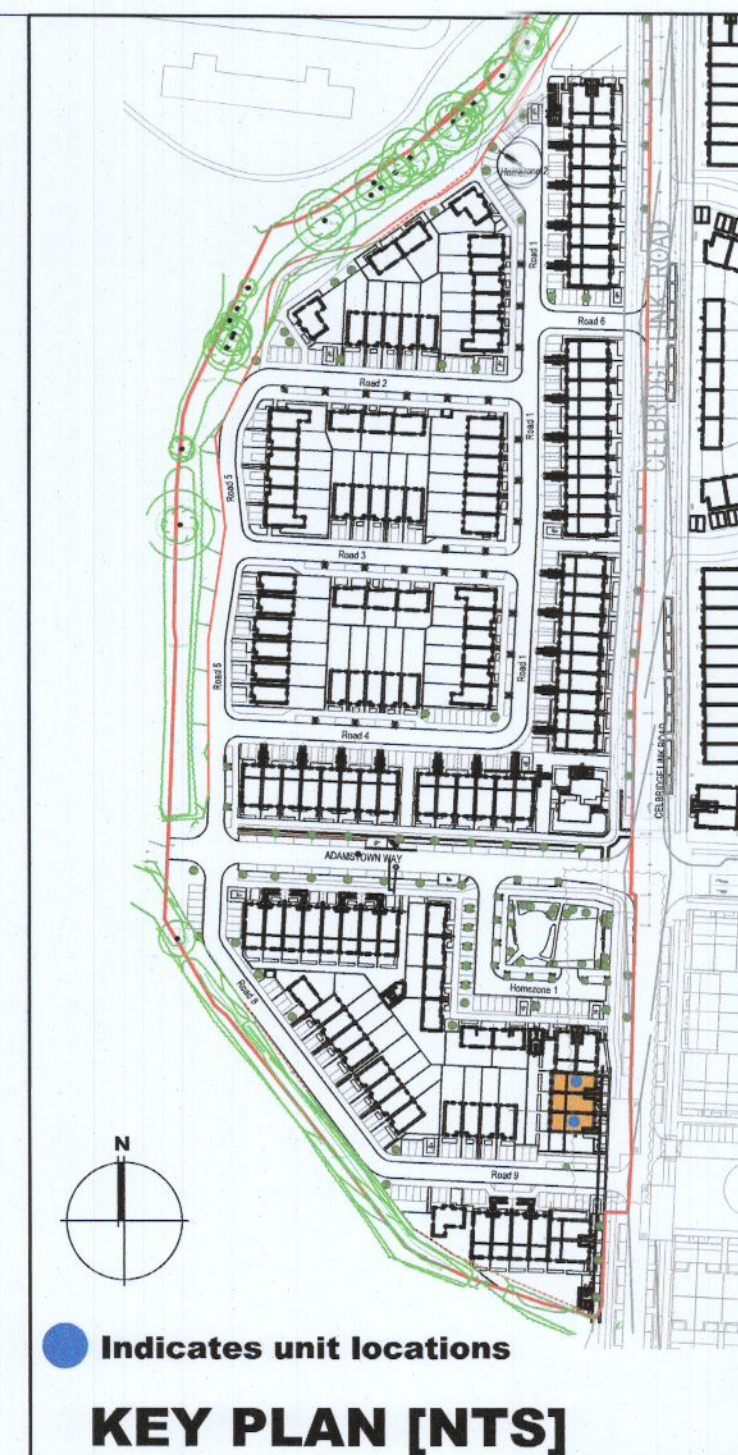 Homezone 2
Road 1
Road 6
CELBRIDGE LINK ROAD
Road 2
Road 1
Road 5
Road 3
Road 5
Road 1
Road 4
CELBRIDGE LINK ROAD
ADAMSTOWN WAY
Road 8
Homezone 1
Road 9
N
Indicates unit locations
KEY PLAN [NTS]